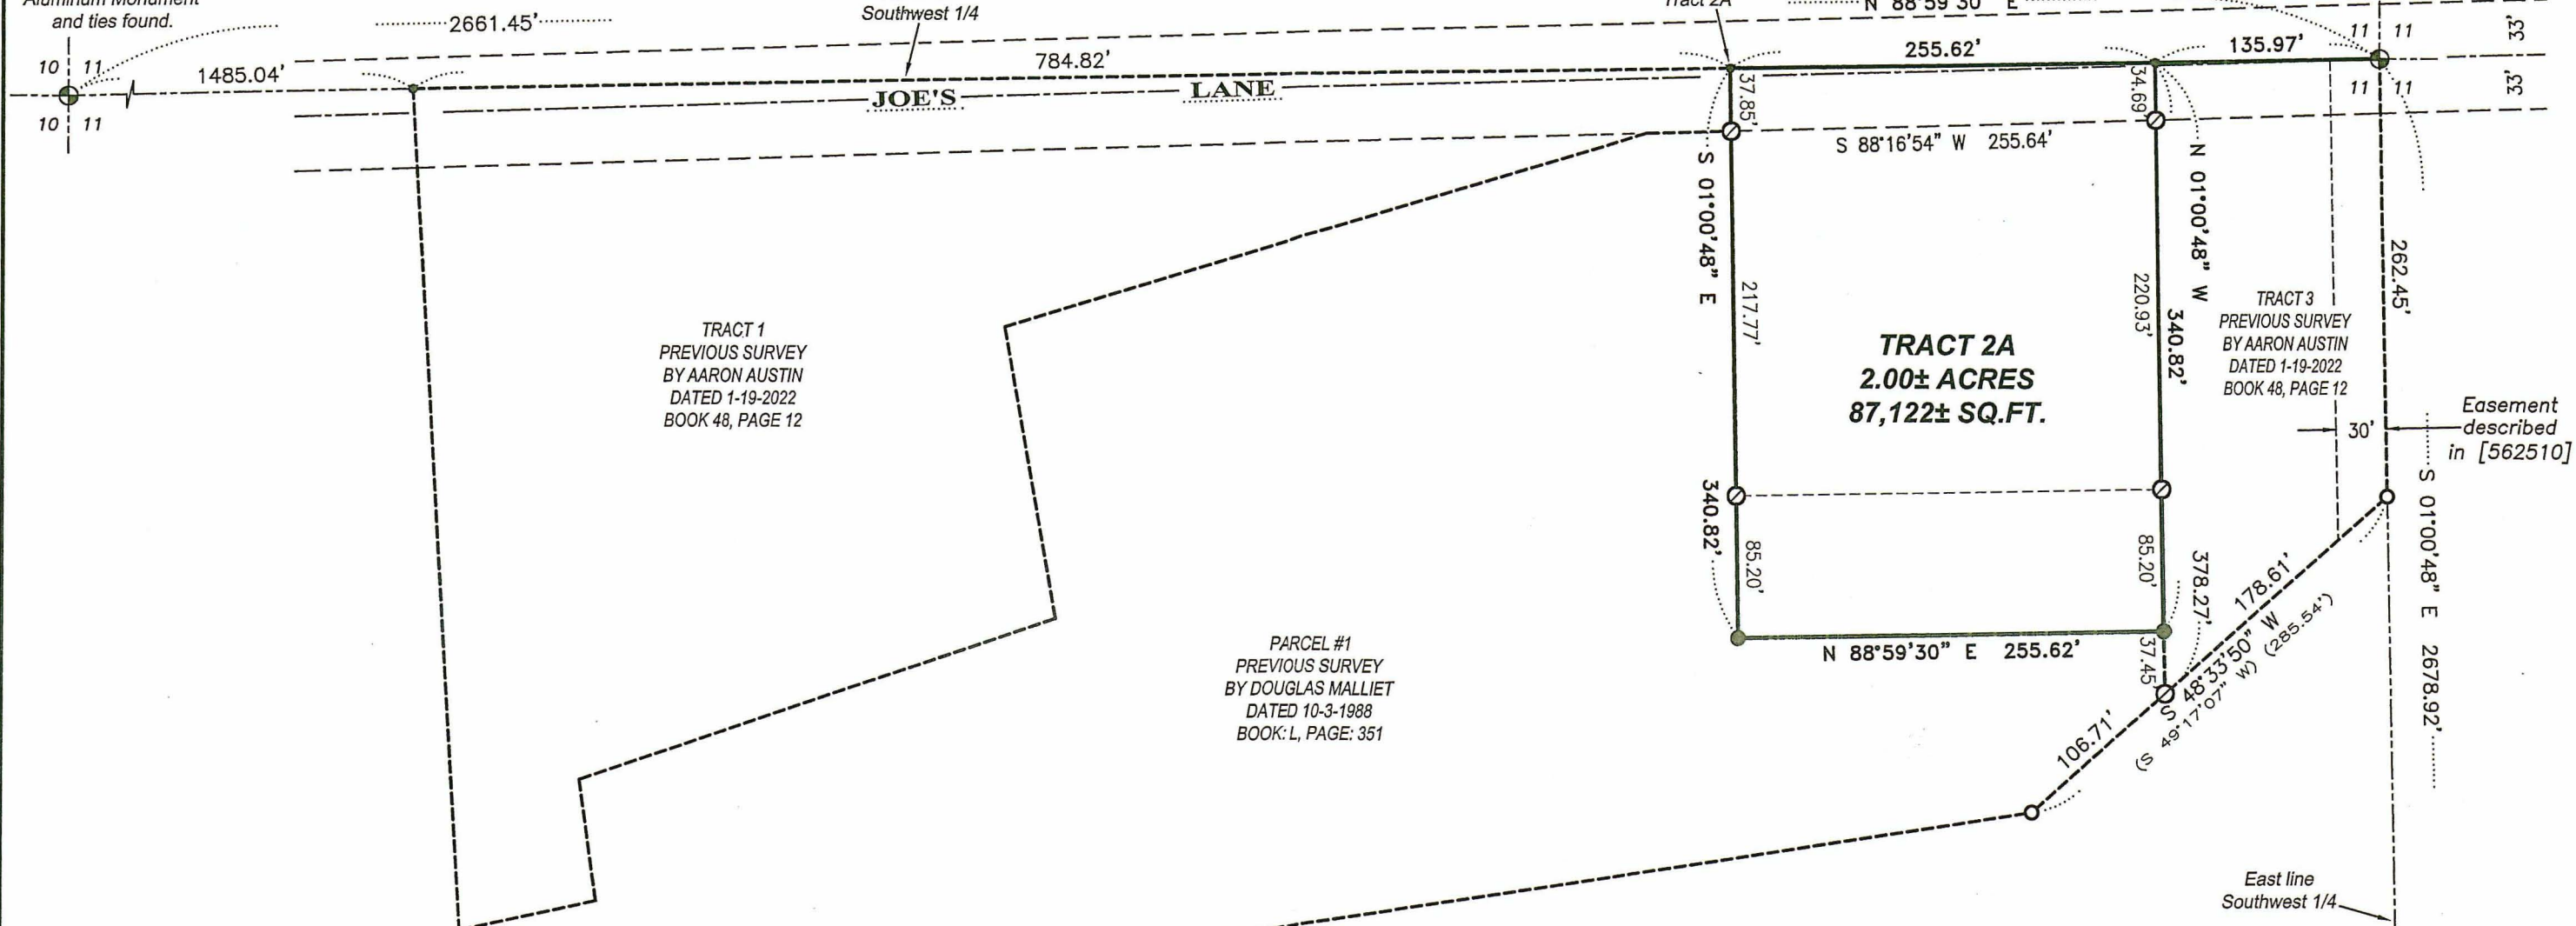 Aluminum Monument
and ties found.
2661.45'
Southwest 1/4
Tract 2A
N 88°59'30" E
10 11
10 11
1485.04'
784.82'
255.62'
135.97'
11 11
11 11
33'
33'
JOE'S LANE
37.85'
34.69'
S 88°16'54" W 255.64'
S 01°00'48" E
N 01°00'48" W
217.77'
220.93'
340.82'
262.45'
TRACT 1
PREVIOUS SURVEY
BY AARON AUSTIN
DATED 1-19-2022
BOOK 48, PAGE 12
TRACT 2A
2.00± ACRES
87,122± SQ.FT.
TRACT 3
PREVIOUS SURVEY
BY AARON AUSTIN
DATED 1-19-2022
BOOK 48, PAGE 12
30'
Easement
described
in [562510]
340.82'
85.20'
85.20'
378.27'
N 88°59'30" E 255.62'
37.45'
178.61'
S 48°33'50" W
(S 49°17'07" W) (285.54')
106.71'
S 01°00'48" E 2678.92'
PARCEL #1
PREVIOUS SURVEY
BY DOUGLAS MALLIET
DATED 10-3-1988
BOOK: L, PAGE: 351
East line
Southwest 1/4